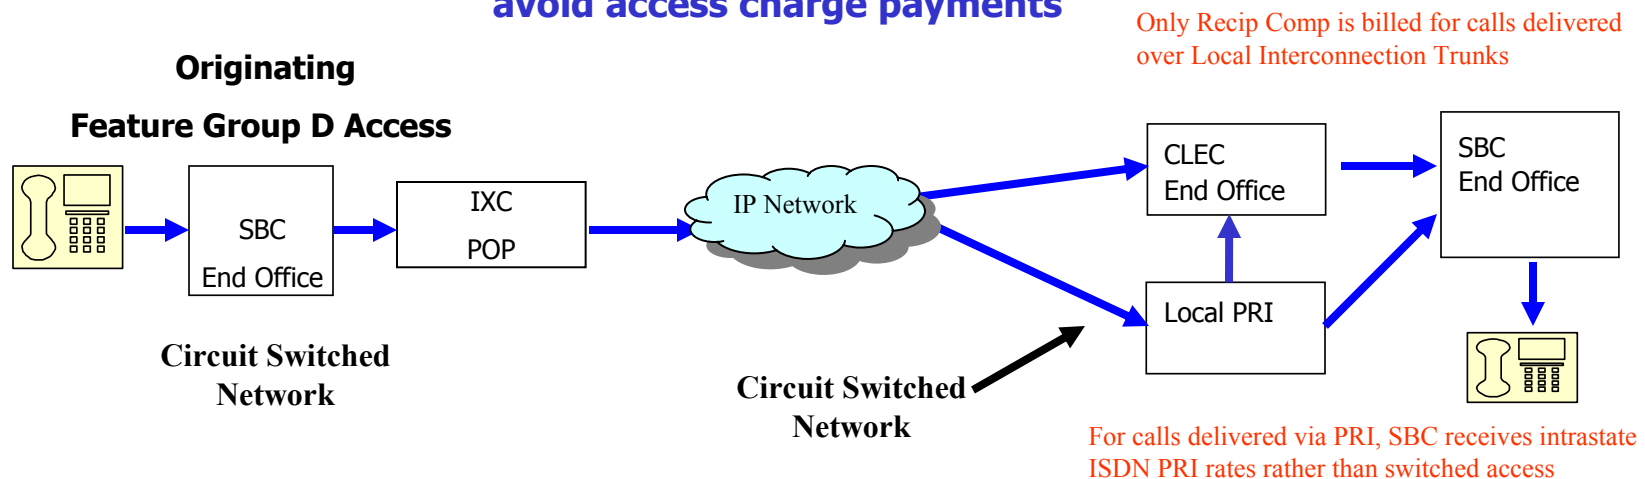 avoid access charge payments
Only Recip Comp is billed for calls delivered
over Local Interconnection Trunks
Originating
Feature Group D Access
SBC
End Office
IXC
POP
IP Network
CLEC
End Office
SBC
End Office
Local PRI
Circuit Switched
Network
Circuit Switched
Network
For calls delivered via PRI, SBC receives intrastate
ISDN PRI rates rather than switched access